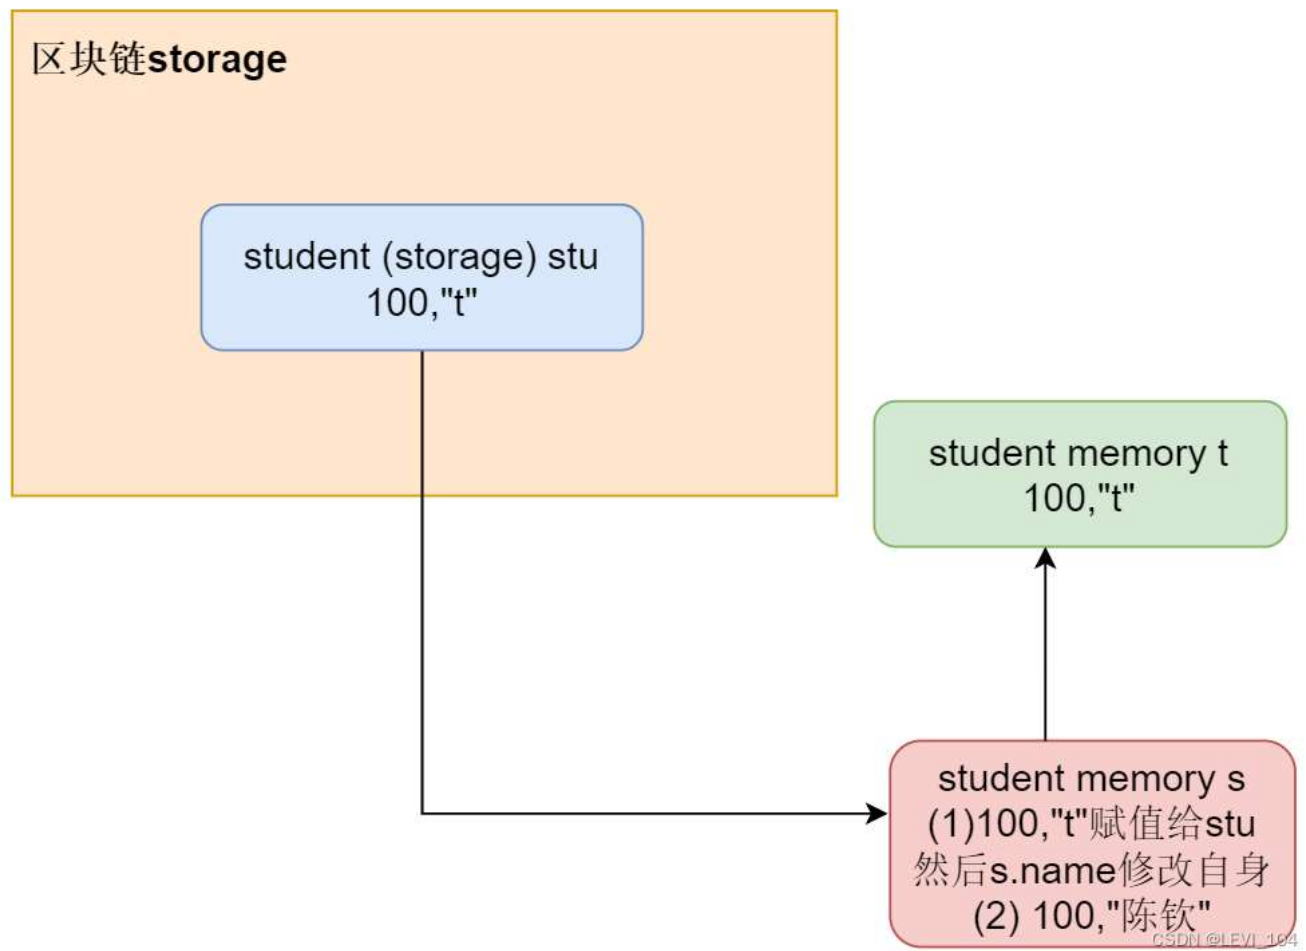 区块链storage
student (storage) stu
100,"t"
student memory t
100,"t"
student memory s
(1)100,"t"赋值给stu
然后s.name修改自身
(2) 100,"陈钦"
CSDN @LEVI_104